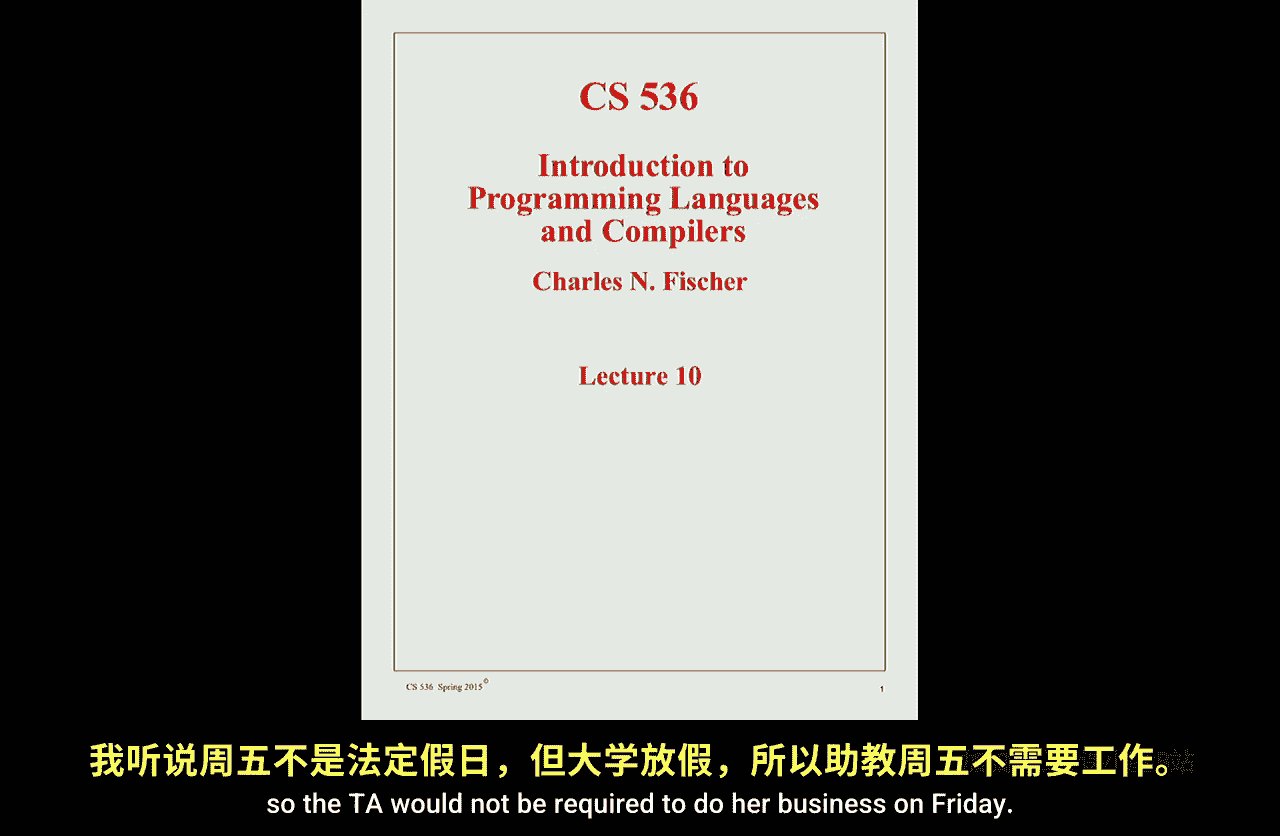 CS 536
Introduction to
Programming Languages
and Compilers
Charles N. Fischer
Lecture 10
CS 536 Spring 2015©
1
我听说周五不是法定假日，但大学放假，所以助教周五不需要工作。
so the TA would not be required to do her business on Friday.